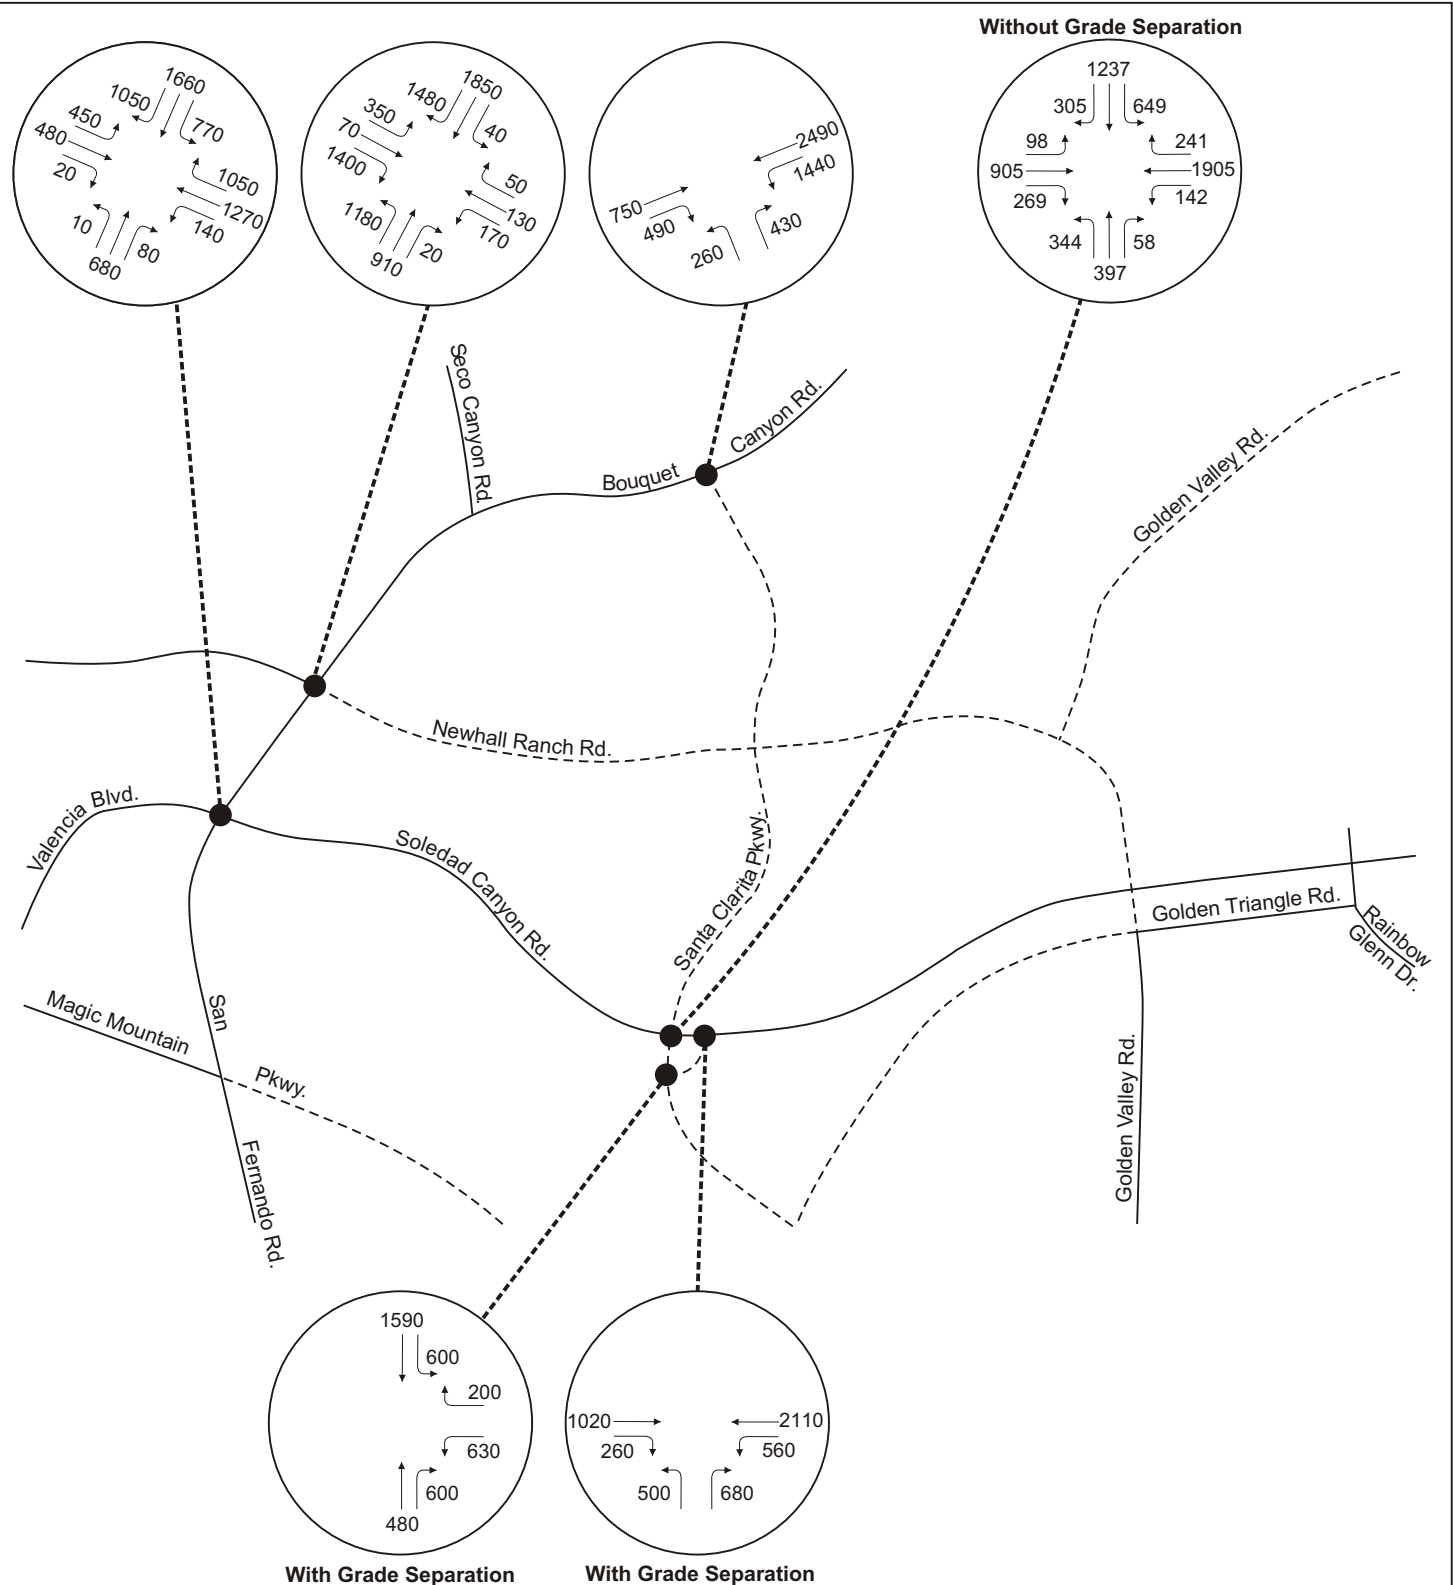 Without Grade Separation
1660
1050
770
450
480
20
1050
1270
140
10
680
80
1850
1480
40
350
70
1400
50
130
170
1180
910
20
2490
1440
750
490
260
430
1237
305
649
98
905
269
241
1905
142
344
397
58
Seco Canyon Rd.
Bouquet
Canyon Rd.
Golden Valley Rd.
Newhall Ranch Rd.
Valencia Blvd.
Soledad Canyon Rd.
Santa Clarita Pkwy.
Golden Triangle Rd.
Rainbow
Glenn Dr.
Magic Mountain
Pkwy.
San
Fernando Rd.
Golden Valley Rd.
1590
600
200
630
600
480
With Grade Separation
1020
260
2110
560
500
680
With Grade Separation